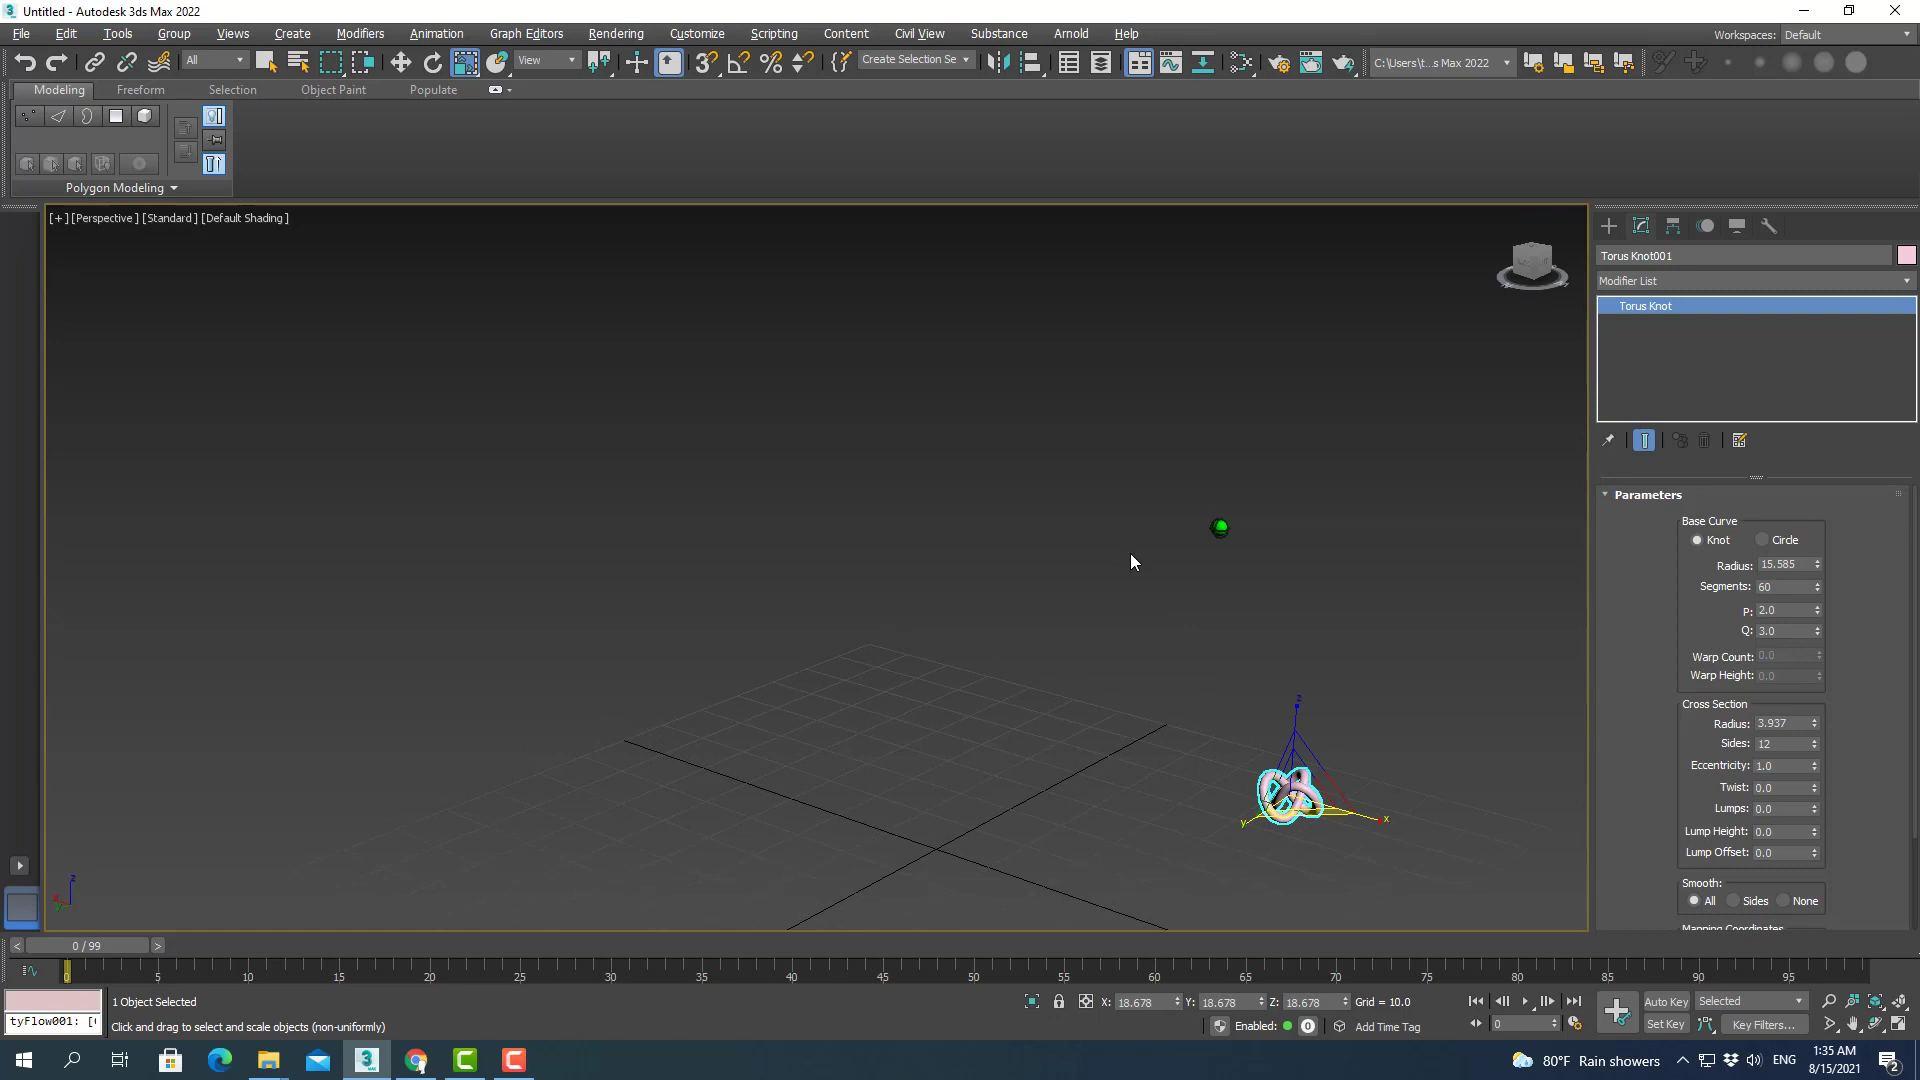 Untitled - Autodesk 3ds Max 2022
File Edit Tools Group Views Create Modifiers Animation Graph Editors Rendering Customize Scripting Content Civil View Substance Arnold Help Workspaces: Default
All View Create Selection Se C:\Users\t...s Max 2022
Modeling Freeform Selection Object Paint Populate
Polygon Modeling
[+] [Perspective] [Standard] [Default Shading]
Torus Knot001
Modifier List
Torus Knot
Parameters
Base Curve
Knot Circle
Radius: 15.585
Segments: 60
P: 2.0
Q: 3.0
Warp Count: 0.0
Warp Height: 0.0
Cross Section
Radius: 3.937
Sides: 12
Eccentricity: 1.0
Twist: 0.0
Lumps: 0.0
Lump Height: 0.0
Lump Offset: 0.0
Smooth:
All Sides None
Mapping Coordinates
z
y x
z
x
y
< 0 / 99 >
0 5 10 15 20 25 30 35 40 45 50 55 60 65 70 75 80 85 90 95
1 Object Selected X: 18.678 Y: 18.678 Z: 18.678 Grid = 10.0 Auto Key Selected
tyFlow001: [ Click and drag to select and scale objects (non-uniformly) Enabled: 0 Add Time Tag 0 Set Key Key Filters...
80°F Rain showers ENG 1:35 AM
8/15/2021
2